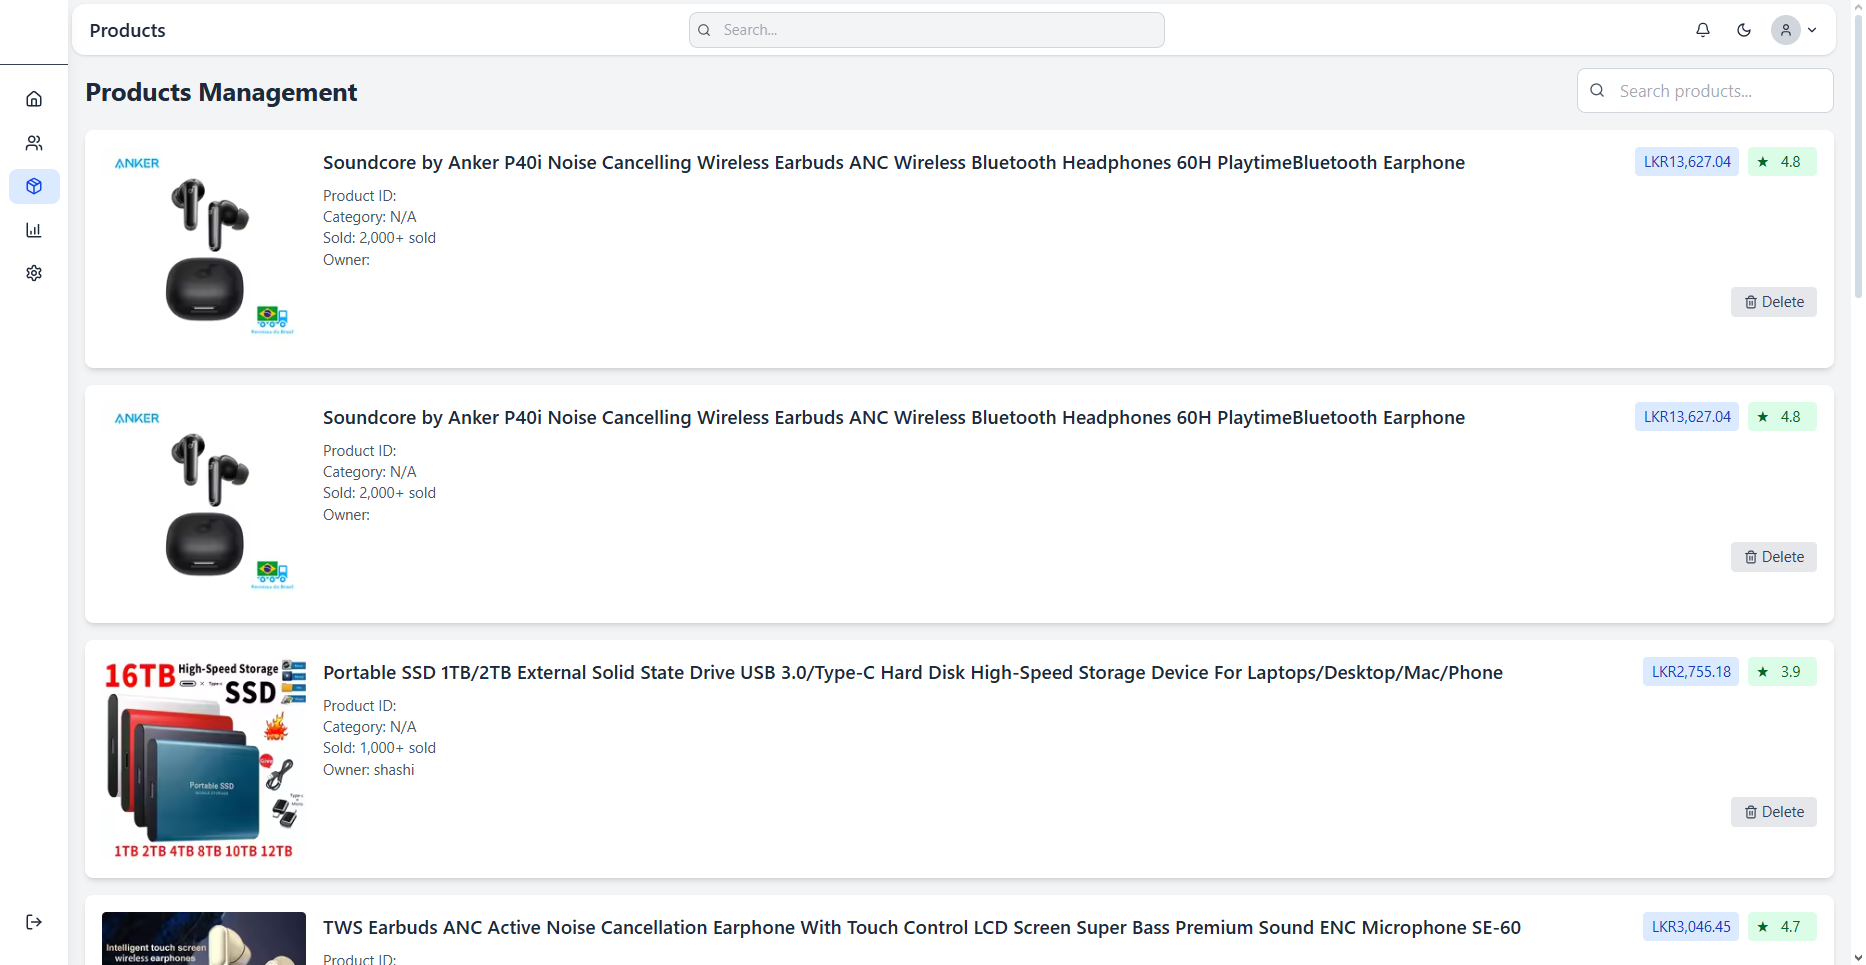 Products
Search...
Products Management
Search products...
ANKER
Soundcore by Anker P40i Noise Cancelling Wireless Earbuds ANC Wireless Bluetooth Headphones 60H PlaytimeBluetooth Earphone
LKR13,627.04
★ 4.8
Product ID:
Category: N/A
Sold: 2,000+ sold
Owner:
Delete
ANKER
Soundcore by Anker P40i Noise Cancelling Wireless Earbuds ANC Wireless Bluetooth Headphones 60H PlaytimeBluetooth Earphone
LKR13,627.04
★ 4.8
Product ID:
Category: N/A
Sold: 2,000+ sold
Owner:
Delete
16TB High-Speed Storage
SSD
Portable SSD
1TB 2TB 4TB 8TB 10TB 12TB
Portable SSD 1TB/2TB External Solid State Drive USB 3.0/Type-C Hard Disk High-Speed Storage Device For Laptops/Desktop/Mac/Phone
LKR2,755.18
★ 3.9
Product ID:
Category: N/A
Sold: 1,000+ sold
Owner: shashi
Delete
Intelligent touch screen
wireless earphones
TWS Earbuds ANC Active Noise Cancellation Earphone With Touch Control LCD Screen Super Bass Premium Sound ENC Microphone SE-60
LKR3,046.45
★ 4.7
Product ID: